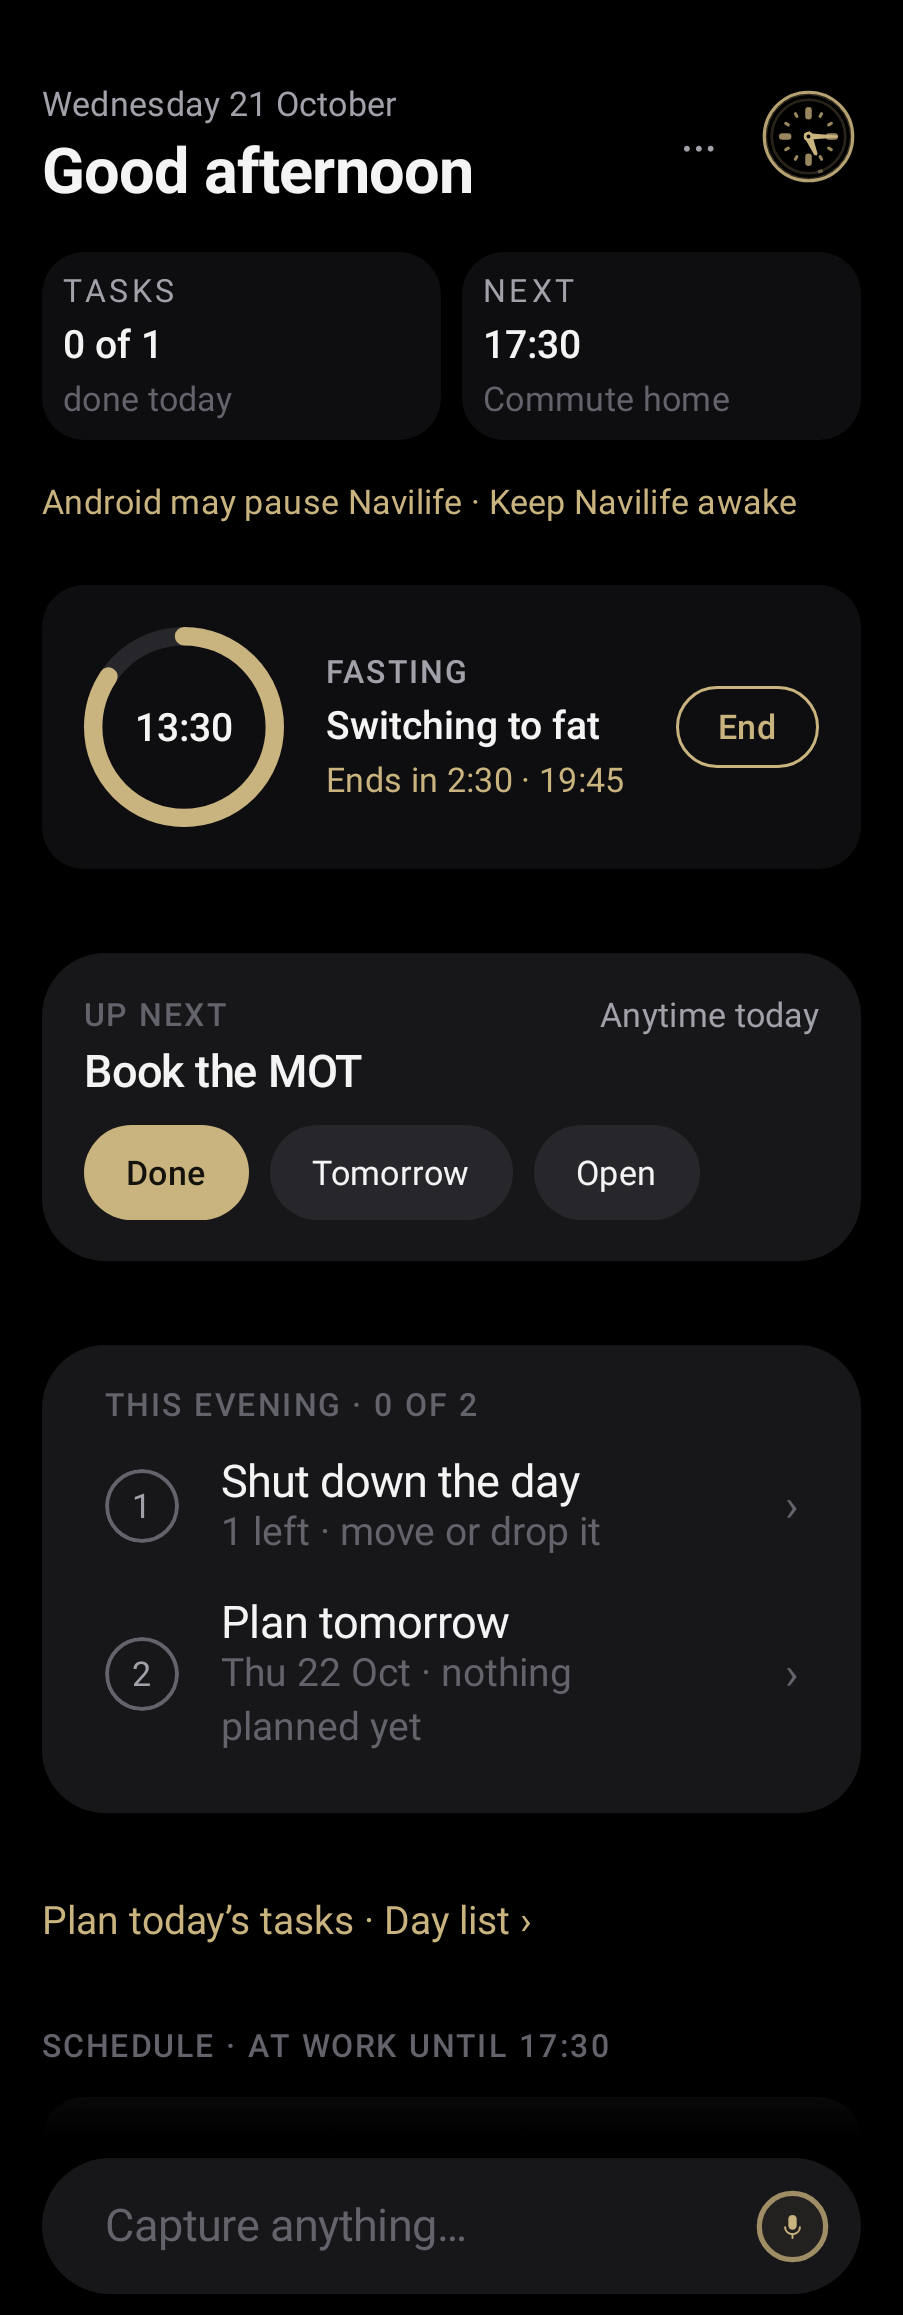 Wednesday 21 October
Good afternoon
...
TASKS
0 of 1
done today
NEXT
17:30
Commute home
Android may pause Navilife · Keep Navilife awake
13:30
FASTING
Switching to fat
Ends in 2:30 · 19:45
End
UP NEXT
Anytime today
Book the MOT
Done
Tomorrow
Open
THIS EVENING · 0 OF 2
1
Shut down the day
1 left · move or drop it
›
2
Plan tomorrow
Thu 22 Oct · nothing
planned yet
›
Plan today’s tasks · Day list ›
SCHEDULE · AT WORK UNTIL 17:30
Capture anything…